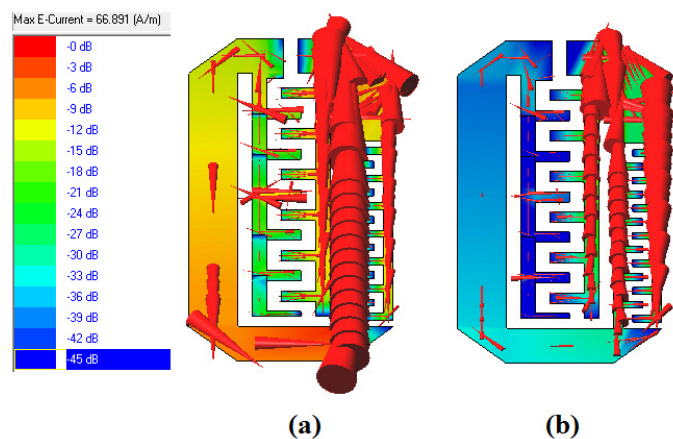 Max E-Current = 66.891 (A/m)
-0 dB
-3 dB
-6 dB
-9 dB
-12 dB
-15 dB
-18 dB
-21 dB
-24 dB
-27 dB
-30 dB
-33 dB
-36 dB
-39 dB
-42 dB
-45 dB
(a)
(b)